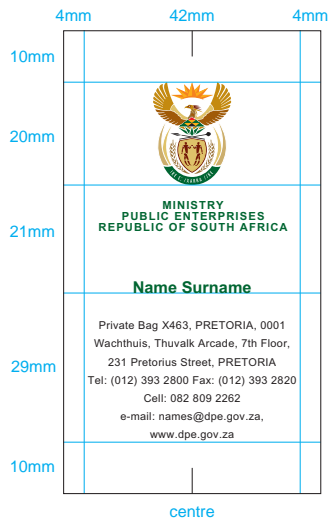 4mm 42mm 4mm
10mm
20mm
MINISTRY
PUBLIC ENTERPRISES
REPUBLIC OF SOUTH AFRICA
21mm
Name Surname
Private Bag X463, PRETORIA, 0001
Wachthuis, Thuvalk Arcade, 7th Floor,
231 Pretorius Street, PRETORIA
29mm
Tel: (012) 393 2800 Fax: (012) 393 2820
Cell: 082 809 2262
e-mail: names@dpe.gov.za,
www.dpe.gov.za
10mm
centre